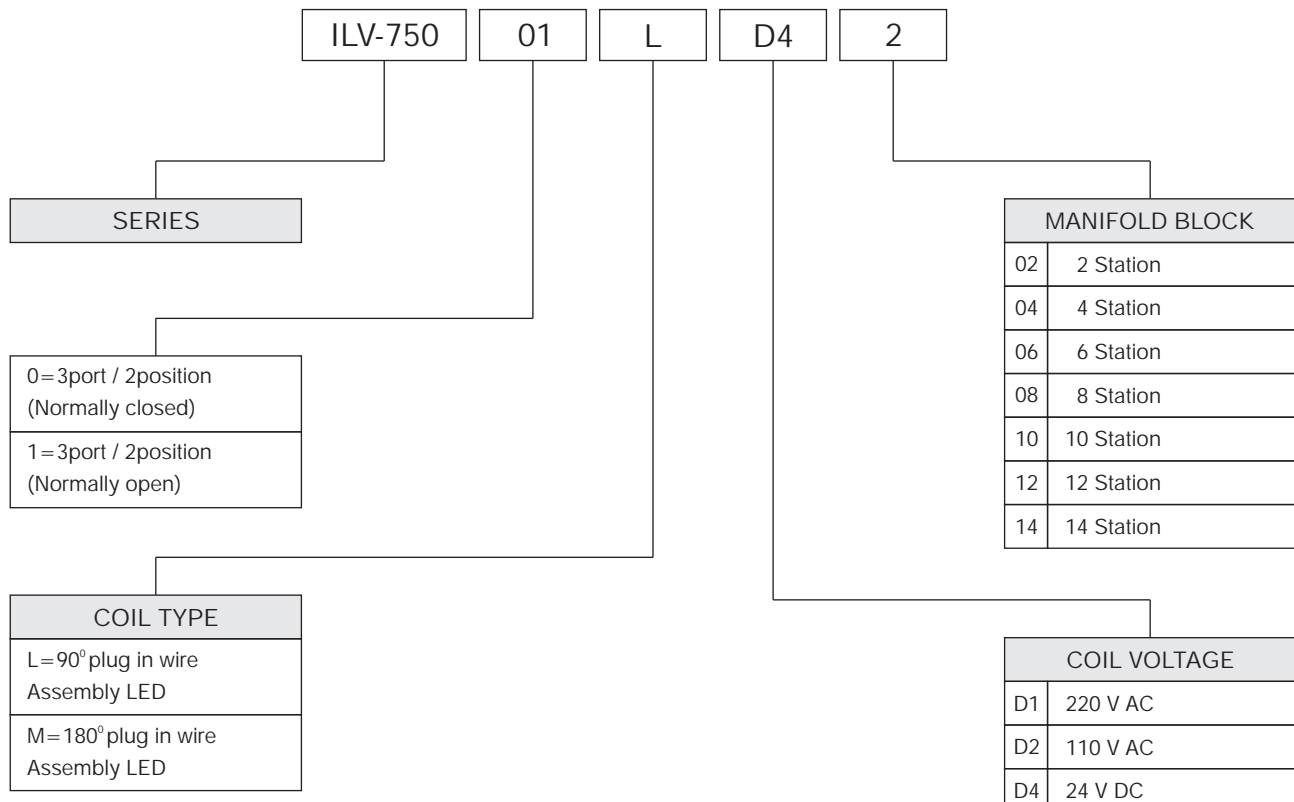 ILV-750 01 L D4 2
SERIES
0=3port / 2position
(Normally closed)
1=3port / 2position
(Normally open)
COIL TYPE
L=90⁰ plug in wire
Assembly LED
M=180⁰ plug in wire
Assembly LED
MANIFOLD BLOCK
02 2 Station
04 4 Station
06 6 Station
08 8 Station
10 10 Station
12 12 Station
14 14 Station
COIL VOLTAGE
D1 220 V AC
D2 110 V AC
D4 24 V DC